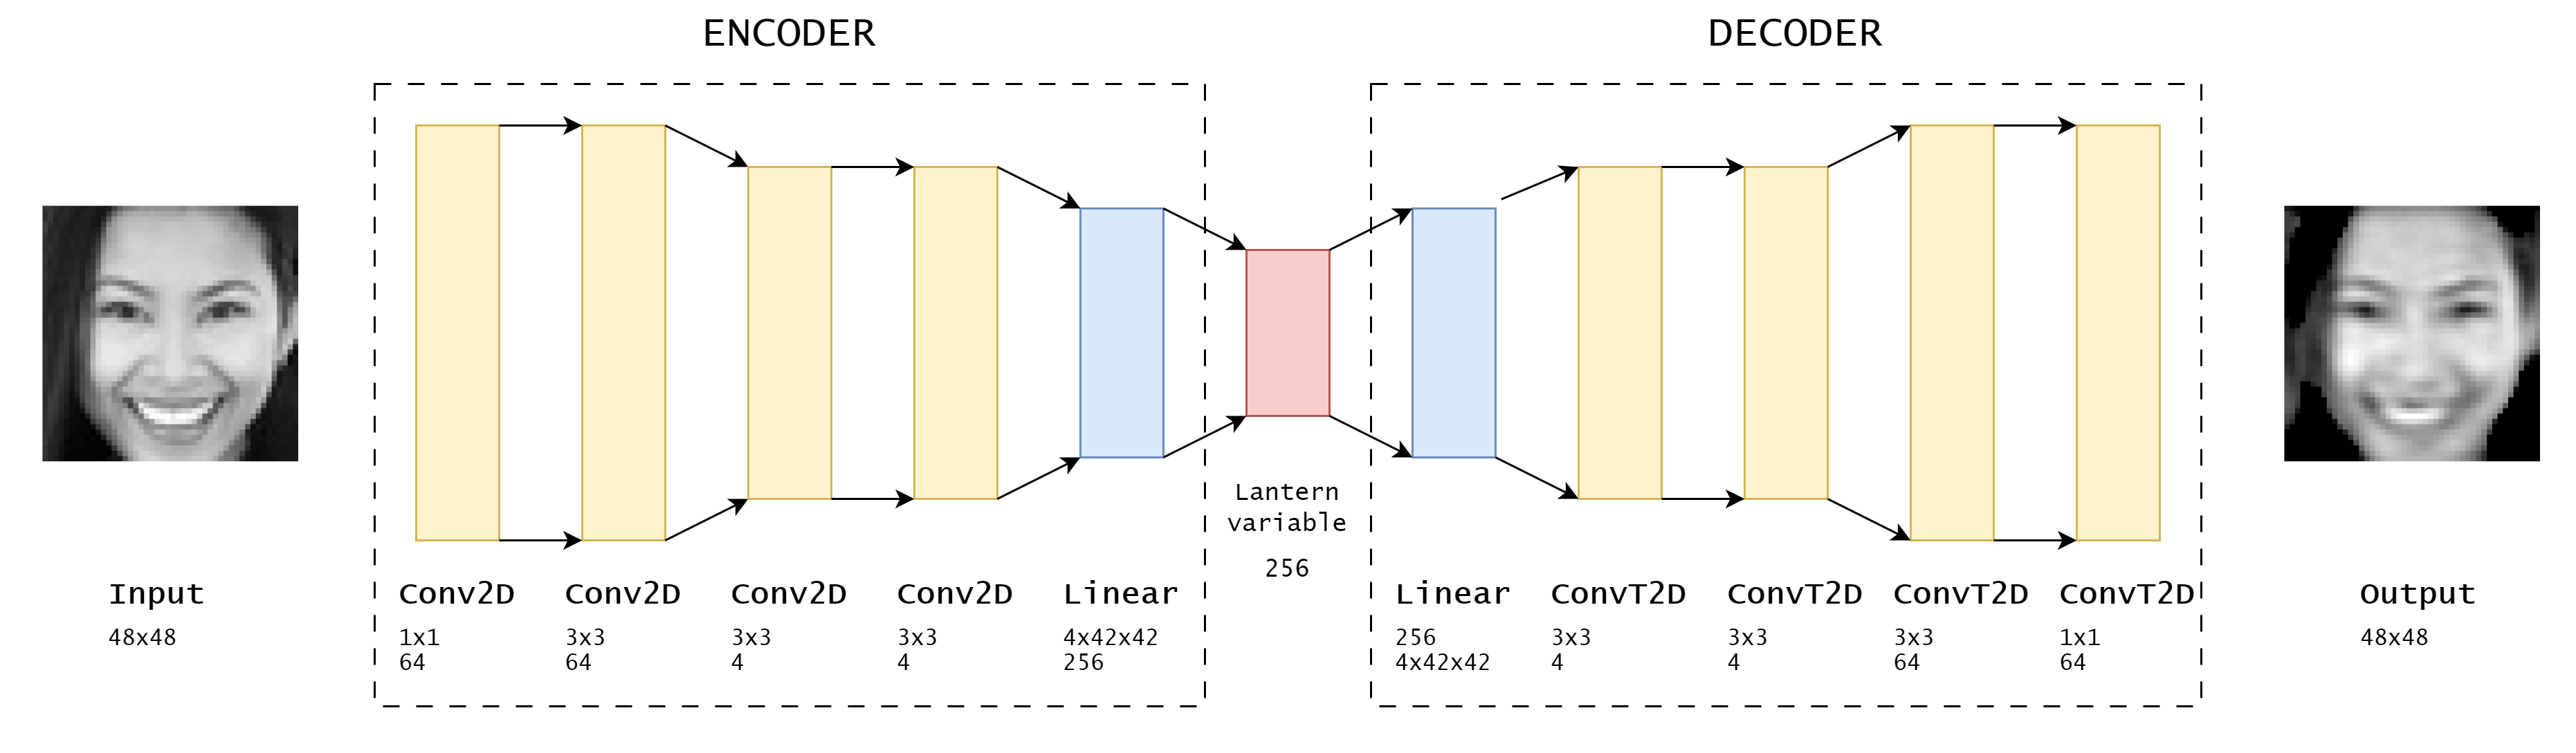 ENCODER
DECODER
Lantern
variable
256
Input
48x48
Conv2D
1x1
64
Conv2D
3x3
64
Conv2D
3x3
4
Conv2D
3x3
4
Linear
4x42x42
256
Linear
256
4x42x42
ConvT2D
3x3
4
ConvT2D
3x3
4
ConvT2D
3x3
64
ConvT2D
1x1
64
Output
48x48